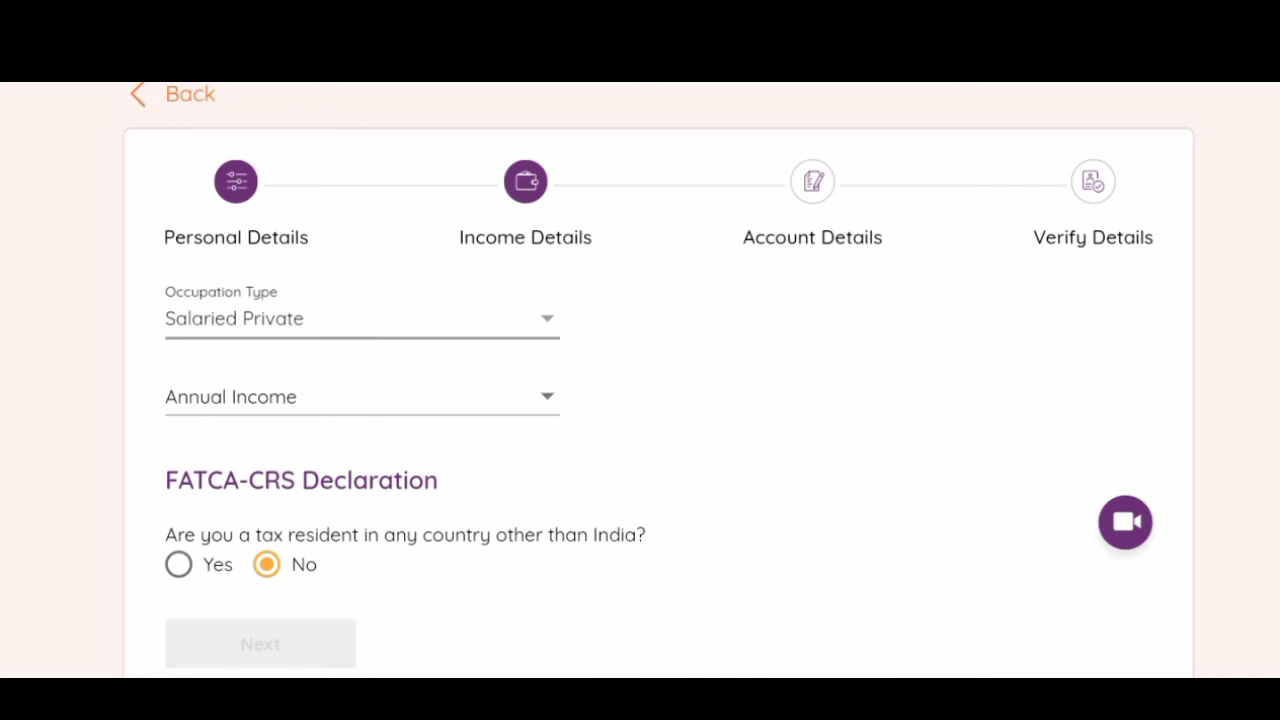 Back
Personal Details
Income Details
Account Details
Verify Details
Occupation Type
Salaried Private
Annual Income
FATCA-CRS Declaration
Are you a tax resident in any country other than India?
Yes No
Next